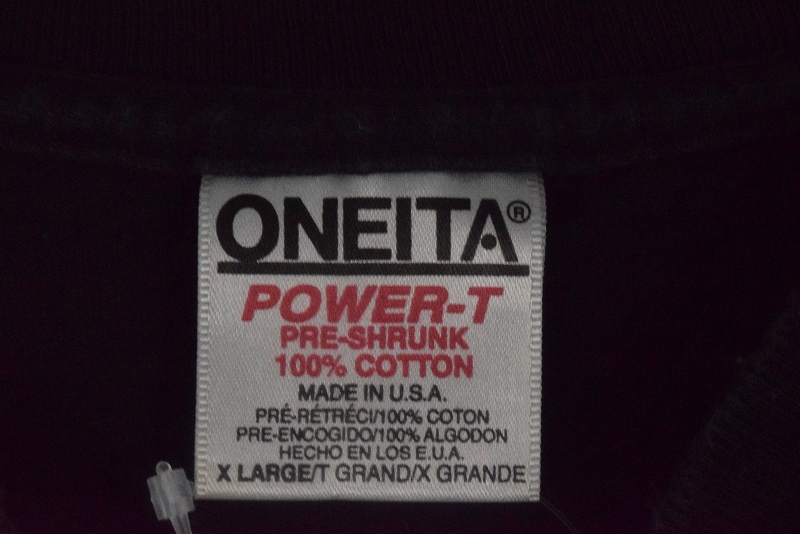 ONEITA®
POWER-T
PRE-SHRUNK
100% COTTON
MADE IN U.S.A.
PRÉ-RÉTRÉCI/100% COTON
PRE-ENCOGIDO/100% ALGODON
HECHO EN LOS E.U.A.
X LARGE/T GRAND/X GRANDE